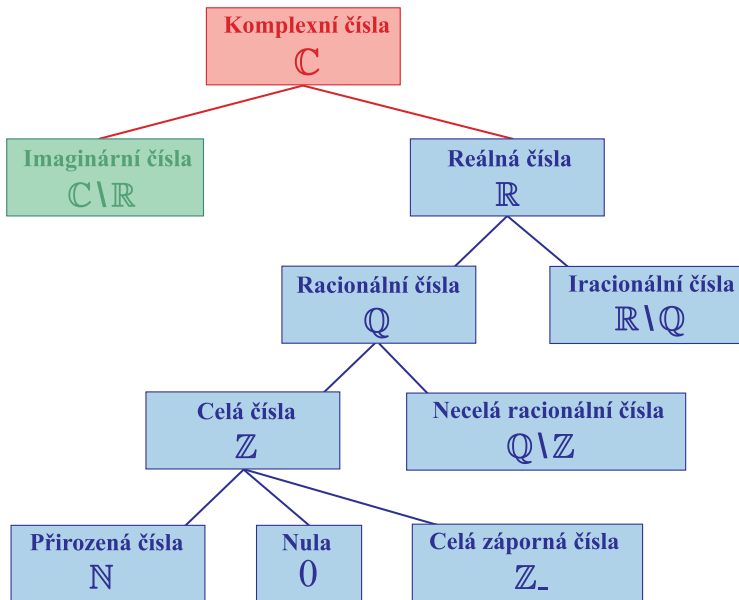 Komplexní čísla
ℂ
Imaginární čísla
ℂ\ℝ
Reálná čísla
ℝ
Racionální čísla
ℚ
Iracionální čísla
ℝ\ℚ
Celá čísla
ℤ
Necelá racionální čísla
ℚ\ℤ
Přirozená čísla
ℕ
Nula
0
Celá záporná čísla
ℤ₋